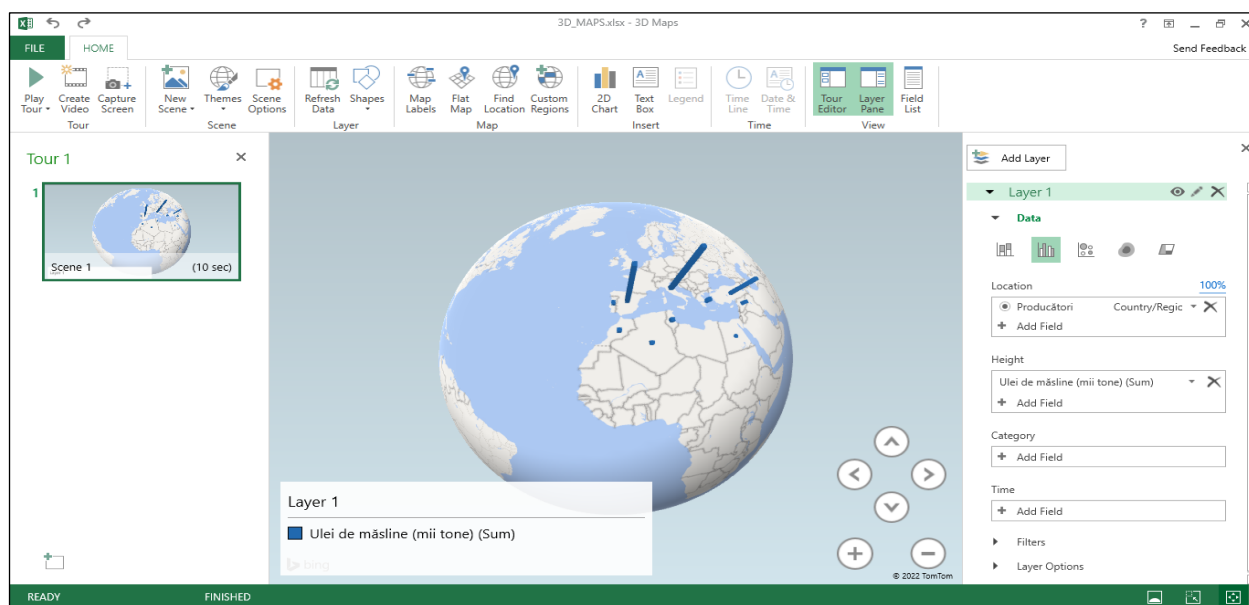 3D_MAPS.xlsx - 3D Maps
?
FILE
HOME
Send Feedback
Play Tour
Create Video
Capture Screen
New Scene
Themes
Scene Options
Refresh Data
Shapes
Map Labels
Flat Map
Find Location
Custom Regions
2D Chart
Text Box
Legend
Time Line
Date & Time
Tour Editor
Layer Pane
Field List
Tour
Scene
Layer
Map
Insert
Time
View
Tour 1
1
Scene 1 (10 sec)
Layer 1
Ulei de măsline (mii tone) (Sum)
bing
© 2022 TomTom
Add Layer
Layer 1
Data
Location 100%
Producători Country/Regic
+ Add Field
Height
Ulei de măsline (mii tone) (Sum)
+ Add Field
Category
+ Add Field
Time
+ Add Field
Filters
Layer Options
READY FINISHED